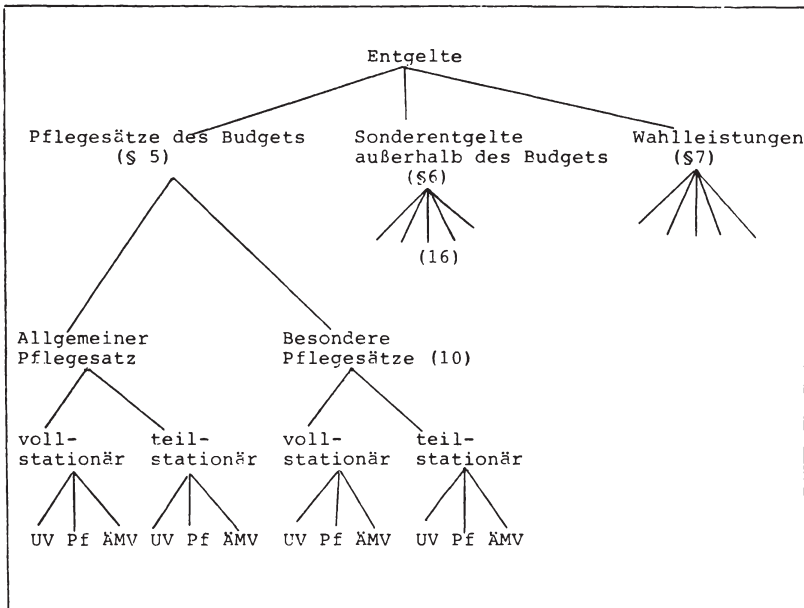 Entgelte
Pflegesätze des Budgets
(§ 5)
Sonderentgelte
außerhalb des Budgets
(§6)
(16)
Wahlleistungen
(§7)
Allgemeiner
Pflegesatz
Besondere
Pflegesätze (10)
voll-
stationär
teil-
stationär
voll-
stationär
teil-
stationär
UV Pf ÄMV
UV Pf ÄMV
UV Pf ÄMV
UV Pf ÄMV